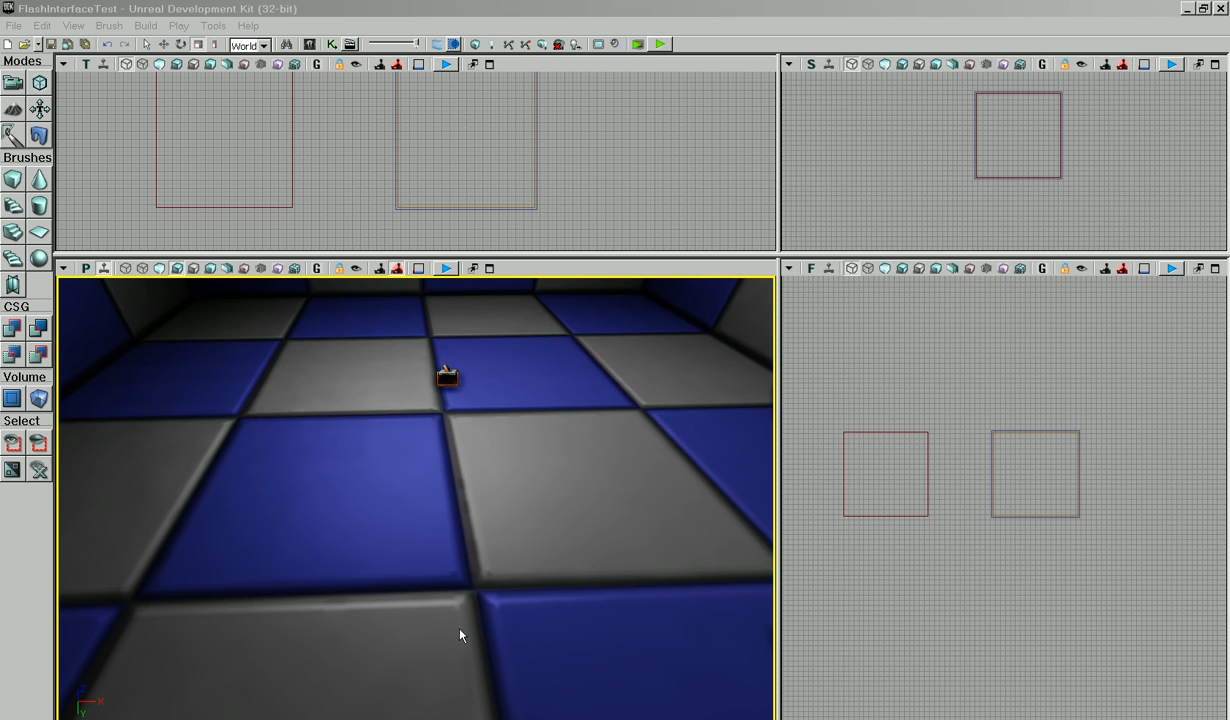 FlashInterfaceTest - Unreal Development Kit (32-bit)
File Edit View Brush Build Play Tools Help
World
Modes
T
G
S
G
Brushes
P
G
F
G
CSG
Volume
Select
X
Y